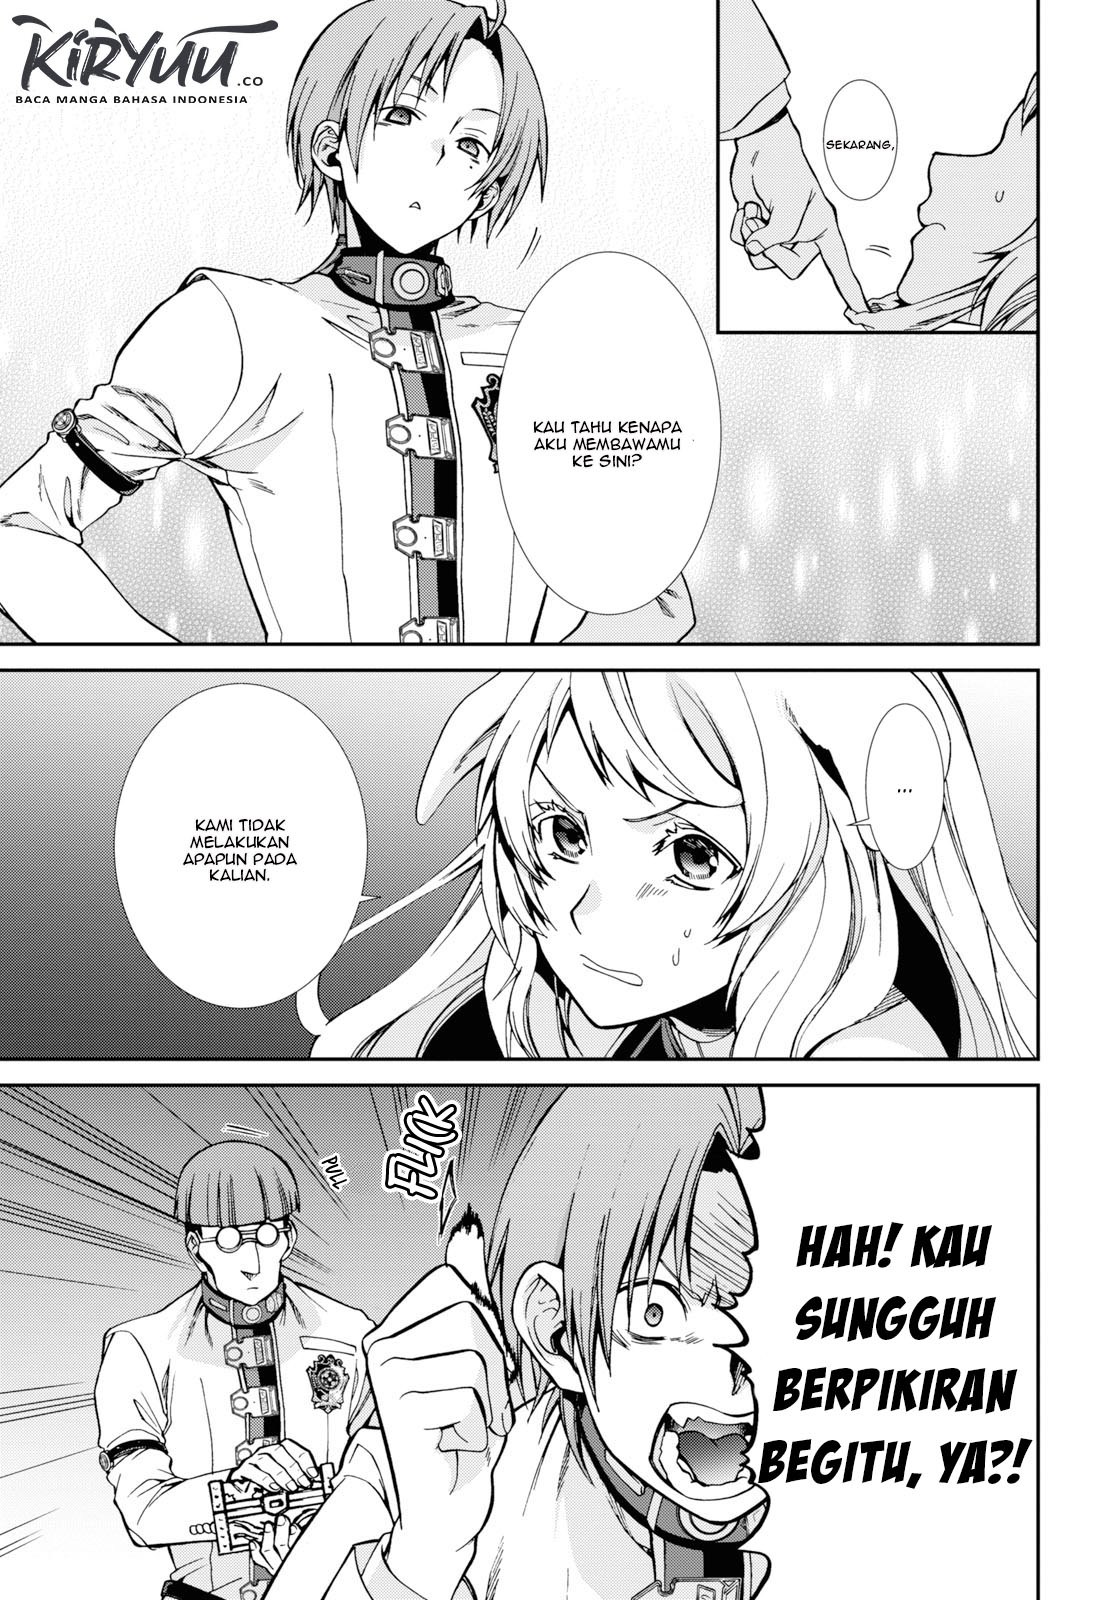 KIRYUU.CO
BACA MANGA BAHASA INDONESIA
SEKARANG,
KAU TAHU KENAPA
AKU MEMBAWAMU
KE SINI?
...
KAMI TIDAK
MELAKUKAN
APAPUN PADA
KALIAN.
FLICK
PULL
HAH! KAU
SUNGGUH
BERPIKIRAN
BEGITU, YA?!